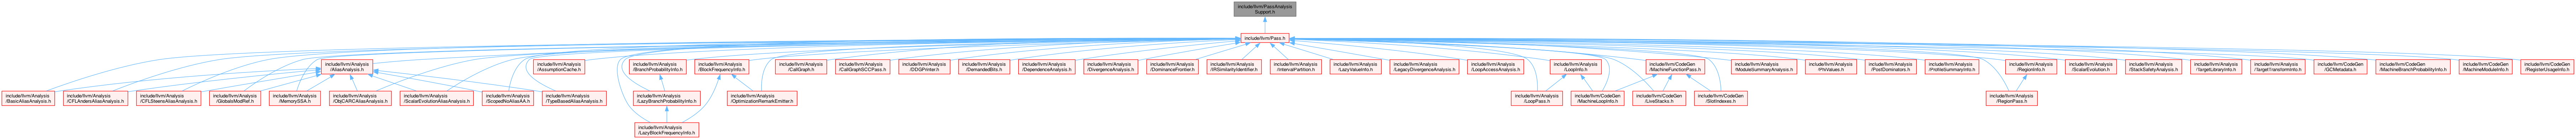 include/llvm/PassAnalysis
Support.h
include/llvm/Pass.h
include/llvm/Analysis
/AliasAnalysis.h
include/llvm/Analysis
/AssumptionCache.h
include/llvm/Analysis
/BranchProbabilityInfo.h
include/llvm/Analysis
/BlockFrequencyInfo.h
include/llvm/Analysis
/CallGraph.h
include/llvm/Analysis
/CallGraphSCCPass.h
include/llvm/Analysis
/DDGPrinter.h
include/llvm/Analysis
/DemandedBits.h
include/llvm/Analysis
/DependenceAnalysis.h
include/llvm/Analysis
/DivergenceAnalysis.h
include/llvm/Analysis
/DominanceFrontier.h
include/llvm/Analysis
/IRSimilarityIdentifier.h
include/llvm/Analysis
/IntervalPartition.h
include/llvm/Analysis
/LazyValueInfo.h
include/llvm/Analysis
/LegacyDivergenceAnalysis.h
include/llvm/Analysis
/LoopAccessAnalysis.h
include/llvm/Analysis
/LoopInfo.h
include/llvm/CodeGen
/MachineFunctionPass.h
include/llvm/Analysis
/ModuleSummaryAnalysis.h
include/llvm/Analysis
/PhiValues.h
include/llvm/Analysis
/PostDominators.h
include/llvm/Analysis
/ProfileSummaryInfo.h
include/llvm/Analysis
/RegionInfo.h
include/llvm/Analysis
/ScalarEvolution.h
include/llvm/Analysis
/StackSafetyAnalysis.h
include/llvm/Analysis
/TargetLibraryInfo.h
include/llvm/Analysis
/TargetTransformInfo.h
include/llvm/CodeGen
/GCMetadata.h
include/llvm/CodeGen
/MachineBranchProbabilityInfo.h
include/llvm/CodeGen
/MachineModuleInfo.h
include/llvm/CodeGen
/RegisterUsageInfo.h
include/llvm/Analysis
/BasicAliasAnalysis.h
include/llvm/Analysis
/CFLAndersAliasAnalysis.h
include/llvm/Analysis
/CFLSteensAliasAnalysis.h
include/llvm/Analysis
/GlobalsModRef.h
include/llvm/Analysis
/MemorySSA.h
include/llvm/Analysis
/ObjCARCAliasAnalysis.h
include/llvm/Analysis
/ScalarEvolutionAliasAnalysis.h
include/llvm/Analysis
/ScopedNoAliasAA.h
include/llvm/Analysis
/TypeBasedAliasAnalysis.h
include/llvm/Analysis
/LazyBranchProbabilityInfo.h
include/llvm/Analysis
/OptimizationRemarkEmitter.h
include/llvm/Analysis
/LoopPass.h
include/llvm/CodeGen
/MachineLoopInfo.h
include/llvm/CodeGen
/LiveStacks.h
include/llvm/CodeGen
/SlotIndexes.h
include/llvm/Analysis
/RegionPass.h
include/llvm/Analysis
/LazyBlockFrequencyInfo.h